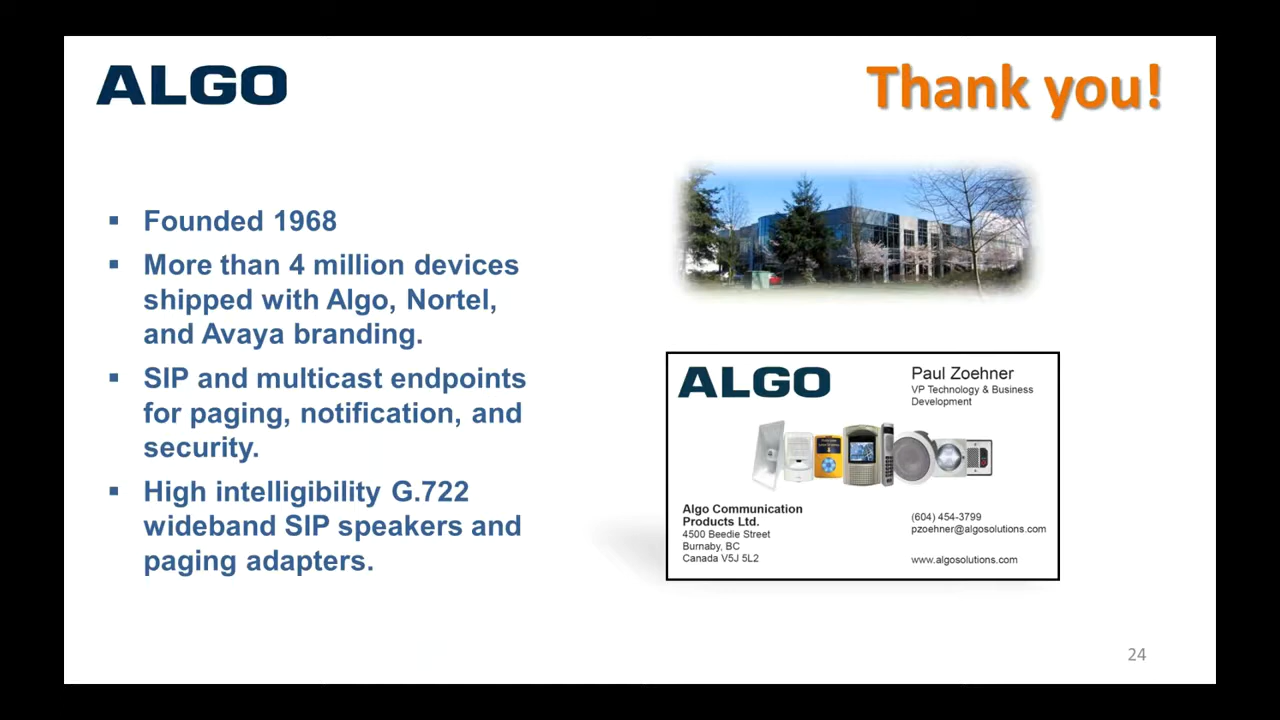 ALGO
Thank you!
▪ Founded 1968
▪ More than 4 million devices
shipped with Algo, Nortel,
and Avaya branding.
▪ SIP and multicast endpoints
for paging, notification, and
security.
▪ High intelligibility G.722
wideband SIP speakers and
paging adapters.
ALGO
Paul Zoehner
VP Technology & Business
Development
Algo Communication
Products Ltd.
4500 Beedie Street
Burnaby, BC
Canada V5J 5L2
(604) 454-3799
pzoehner@algosolutions.com
www.algosolutions.com
24